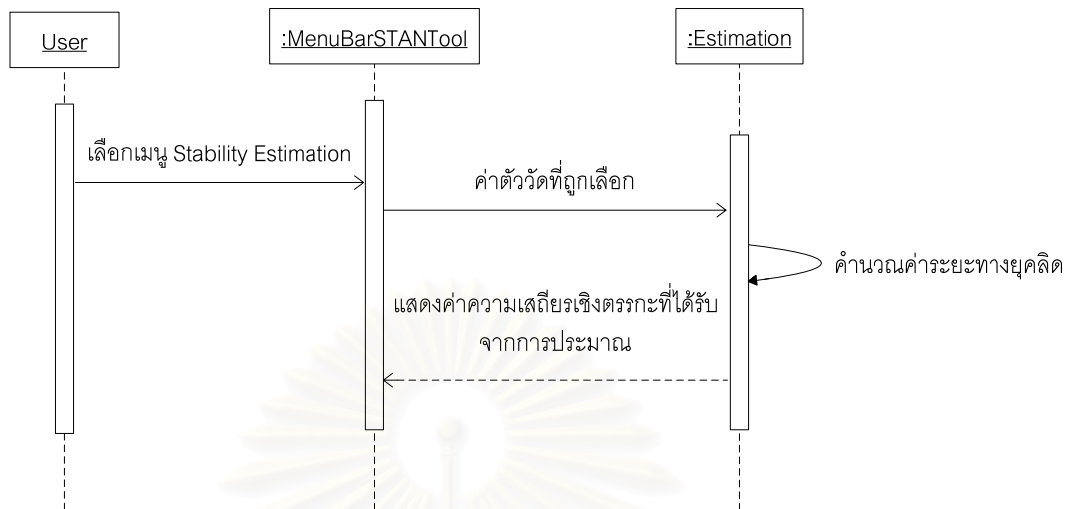 User
:MenuBarSTANTool
:Estimation
เลือกเมนู Stability Estimation
ค่าตัววัดที่ถูกเลือก
คำนวณค่าระยะทางยุคลิด
แสดงค่าความเสถียรเชิงตรรกะที่ได้รับ
จากการประมาณ